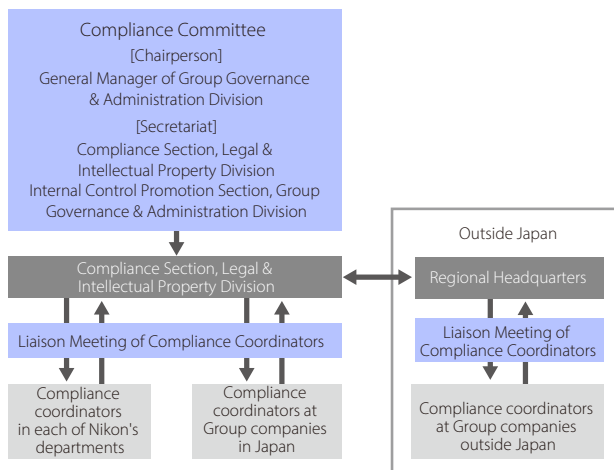 Compliance Committee
[Chairperson]
General Manager of Group Governance
& Administration Division
[Secretariat]
Compliance Section, Legal &
Intellectual Property Division
Internal Control Promotion Section, Group
Governance & Administration Division
Compliance Section, Legal &
Intellectual Property Division
Liaison Meeting of Compliance Coordinators
Compliance
coordinators
in each of Nikon's
departments
Compliance
coordinators at
Group companies
in Japan
Outside Japan
Regional Headquarters
Liaison Meeting of
Compliance Coordinators
Compliance coordinators
at Group companies
outside Japan